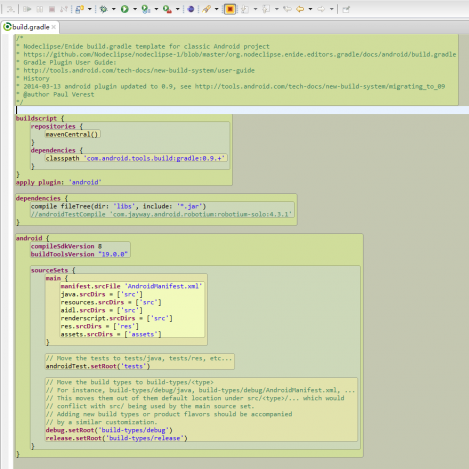 build.gradle
/*
* Nodeclipse/Enide build.gradle template for classic Android project
* https://github.com/Nodeclipse/nodeclipse-1/blob/master/org.nodeclipse.enide.editors.gradle/docs/android/build.gradle
* Gradle Plugin User Guide:
* http://tools.android.com/tech-docs/new-build-system/user-guide
* History
* 2014-03-13 android plugin updated to 0.9, see http://tools.android.com/tech-docs/new-build-system/migrating_to_09
* @author Paul Verest
*/
buildscript {
repositories {
mavenCentral()
}
dependencies {
classpath 'com.android.tools.build:gradle:0.9.+'
}
}
apply plugin: 'android'
dependencies {
compile fileTree(dir: 'libs', include: '*.jar')
//androidTestCompile 'com.jayway.android.robotium:robotium-solo:4.3.1'
}
android {
compileSdkVersion 8
buildToolsVersion "19.0.0"
sourceSets {
main {
manifest.srcFile 'AndroidManifest.xml'
java.srcDirs = ['src']
resources.srcDirs = ['src']
aidl.srcDirs = ['src']
renderscript.srcDirs = ['src']
res.srcDirs = ['res']
assets.srcDirs = ['assets']
}
// Move the tests to tests/java, tests/res, etc...
androidTest.setRoot('tests')
// Move the build types to build-types/<type>
// For instance, build-types/debug/java, build-types/debug/AndroidManifest.xml, ...
// This moves them out of them default location under src/<type>/... which would
// conflict with src/ being used by the main source set.
// Adding new build types or product flavors should be accompanied
// by a similar customization.
debug.setRoot('build-types/debug')
release.setRoot('build-types/release')
}
}